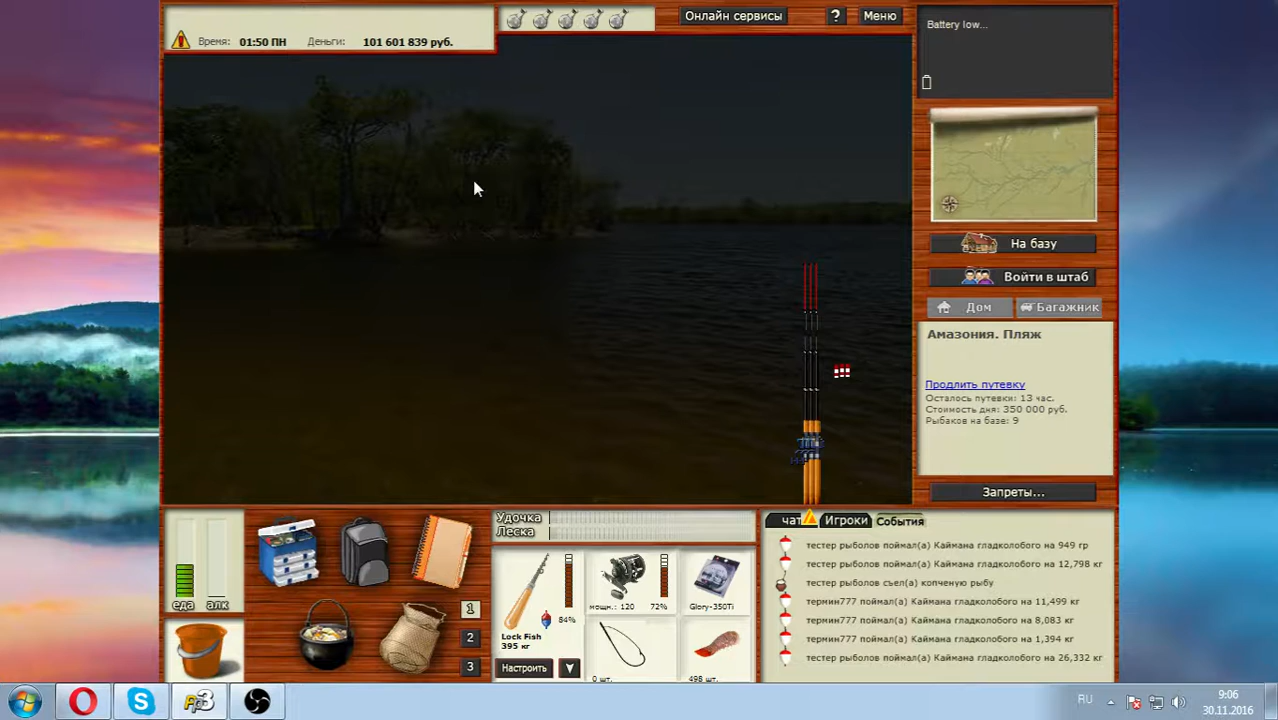 Время: 01:50 ПН Деньги: 101 601 839 руб.
Онлайн сервисы
?
Меню
Battery low...
На базу
Войти в штаб
Дом
Багажник
Амазония. Пляж
Продлить путевку
Осталось путевки: 13 час.
Стоимость дня: 350 000 руб.
Рыбаков на базе: 9
Запреты...
еда алк
1
2
3
Удочка
Леска
84%
Lock Fish
395 кг
Настроить
мощн.: 120 72%
Glory-350Ti
0 шт.
498 шт.
чат
Игроки
События
тестер рыболов поймал(а) Каймана гладколобого на 949 гр
тестер рыболов поймал(а) Каймана гладколобого на 12,798 кг
тестер рыболов съел(а) копченую рыбу
термин777 поймал(а) Каймана гладколобого на 11,499 кг
термин777 поймал(а) Каймана гладколобого на 8,083 кг
термин777 поймал(а) Каймана гладколобого на 1,394 кг
термин777 поймал(а) Каймана гладколобого на 26,332 кг
RU
9:06
30.11.2016